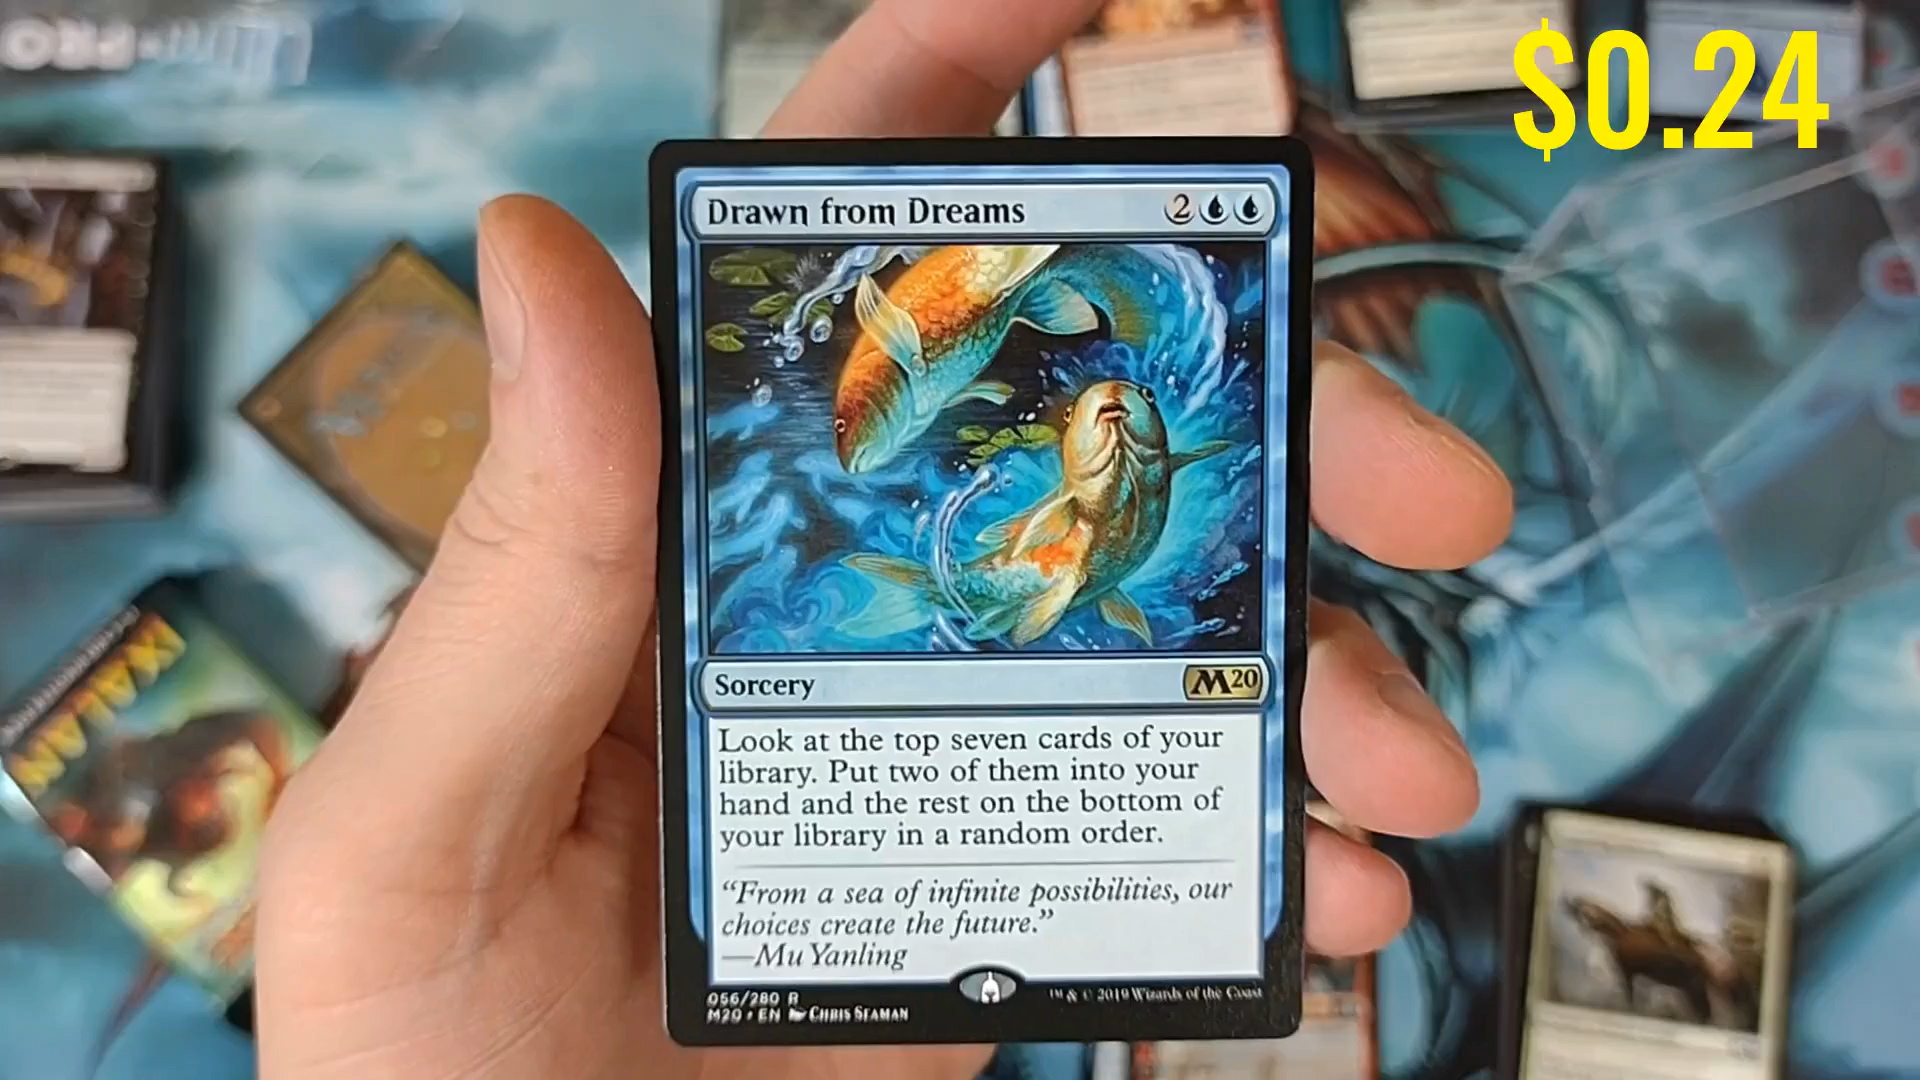 $0.24
Drawn from Dreams
2
Sorcery
M20
Look at the top seven cards of your
library. Put two of them into your
hand and the rest on the bottom of
your library in a random order.
“From a sea of infinite possibilities, our
choices create the future.”
—Mu Yanling
056/280 R
M20 • EN Chris Seaman
™ & © 2019 Wizards of the Coast
IXALAN